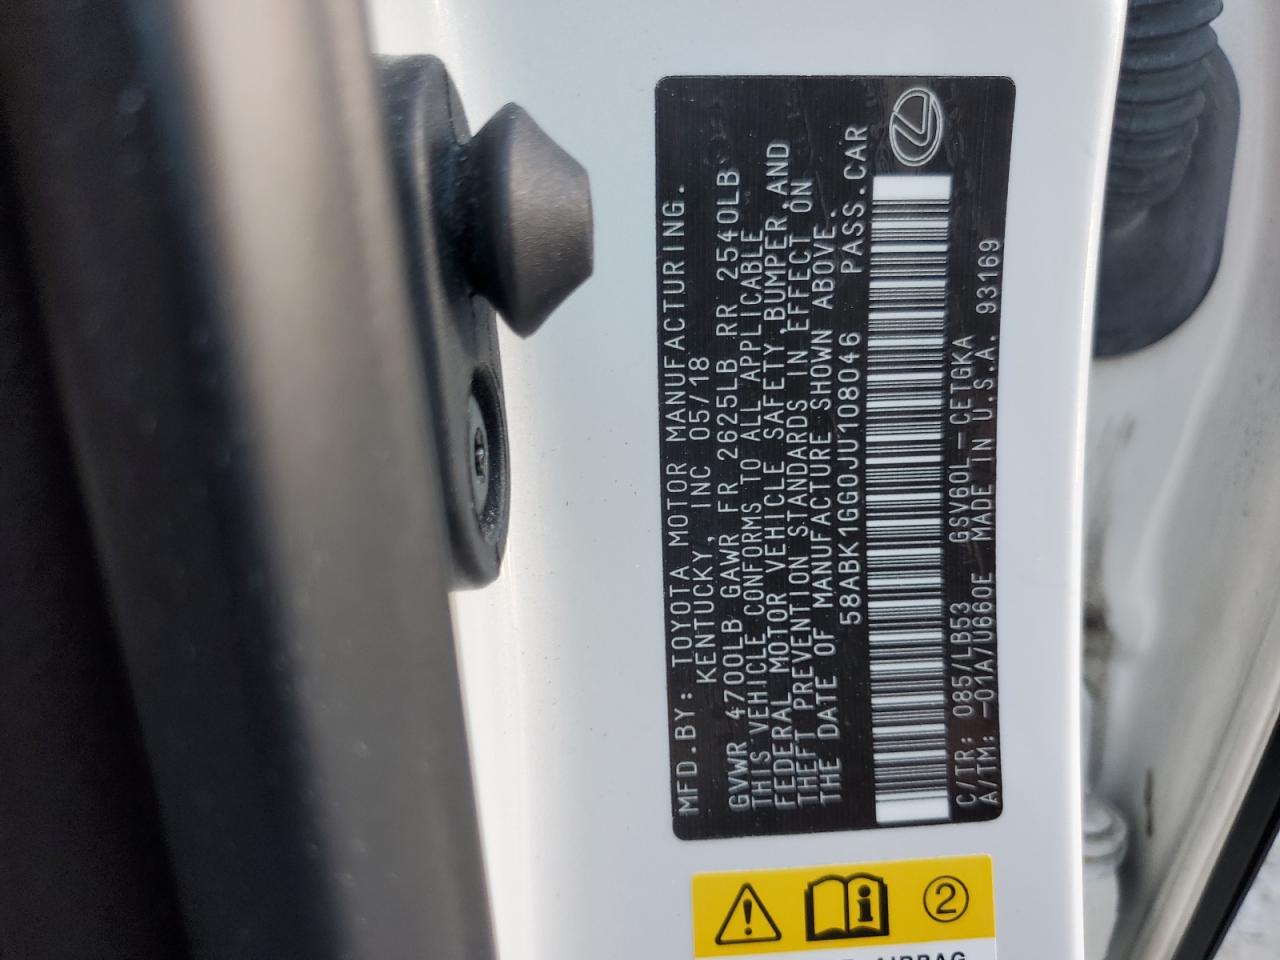 MFD.BY: TOYOTA MOTOR MANUFACTURING.
KENTUCKY, INC 05/18
GVWR 4700LB GAWR FR 2625LB RR 2540LB
THIS VEHICLE CONFORMS TO ALL APPLICABLE
FEDERAL MOTOR VEHICLE SAFETY,BUMPER,AND
THEFT PREVENTION STANDARDS IN EFFECT ON
THE DATE OF MANUFACTURE SHOWN ABOVE.
58ABK1GG0JU108046 PASS.CAR
C/TR: 085/LB53 GSV60L-CETGKA
A/TM: -01A/U660E MADE IN U.S.A. 93169
2
AIRBAG